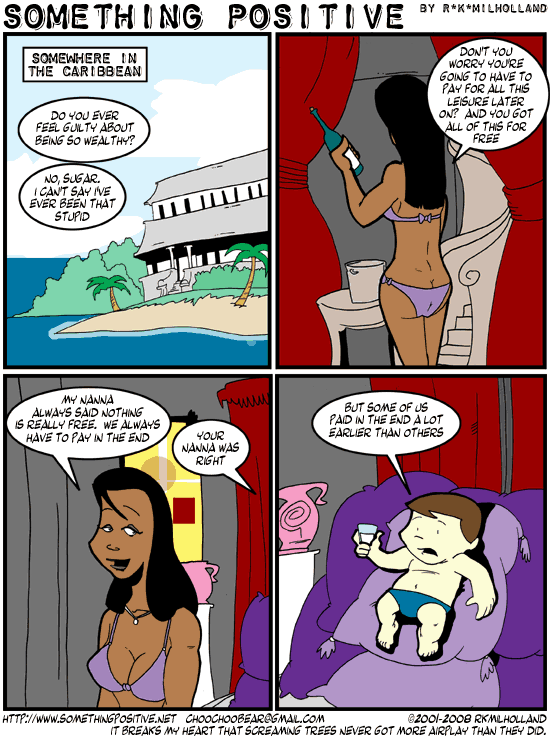 SOMETHING POSITIVE BY R*K*MILHOLLAND
SOMEWHERE IN
THE CARIBBEAN
DO YOU EVER
FEEL GUILTY ABOUT
BEING SO WEALTHY?
NO, SUGAR.
I CAN'T SAY I'VE
EVER BEEN THAT
STUPID
DON'T YOU
WORRY YOU'RE
GOING TO HAVE TO
PAY FOR ALL THIS
LEISURE LATER
ON? AND YOU GOT
ALL OF THIS FOR
FREE
MY NANNA
ALWAYS SAID NOTHING
IS REALLY FREE. WE ALWAYS
HAVE TO PAY IN THE END
YOUR
NANNA WAS
RIGHT
BUT SOME OF US
PAID IN THE END A LOT
EARLIER THAN OTHERS
HTTP://WWW.SOMETHINGPOSITIVE.NET CHOOCHOOBEAR@GMAIL.COM ©2001-2008 RKMILHOLLAND
IT BREAKS MY HEART THAT SCREAMING TREES NEVER GOT MORE AIRPLAY THAN THEY DID.